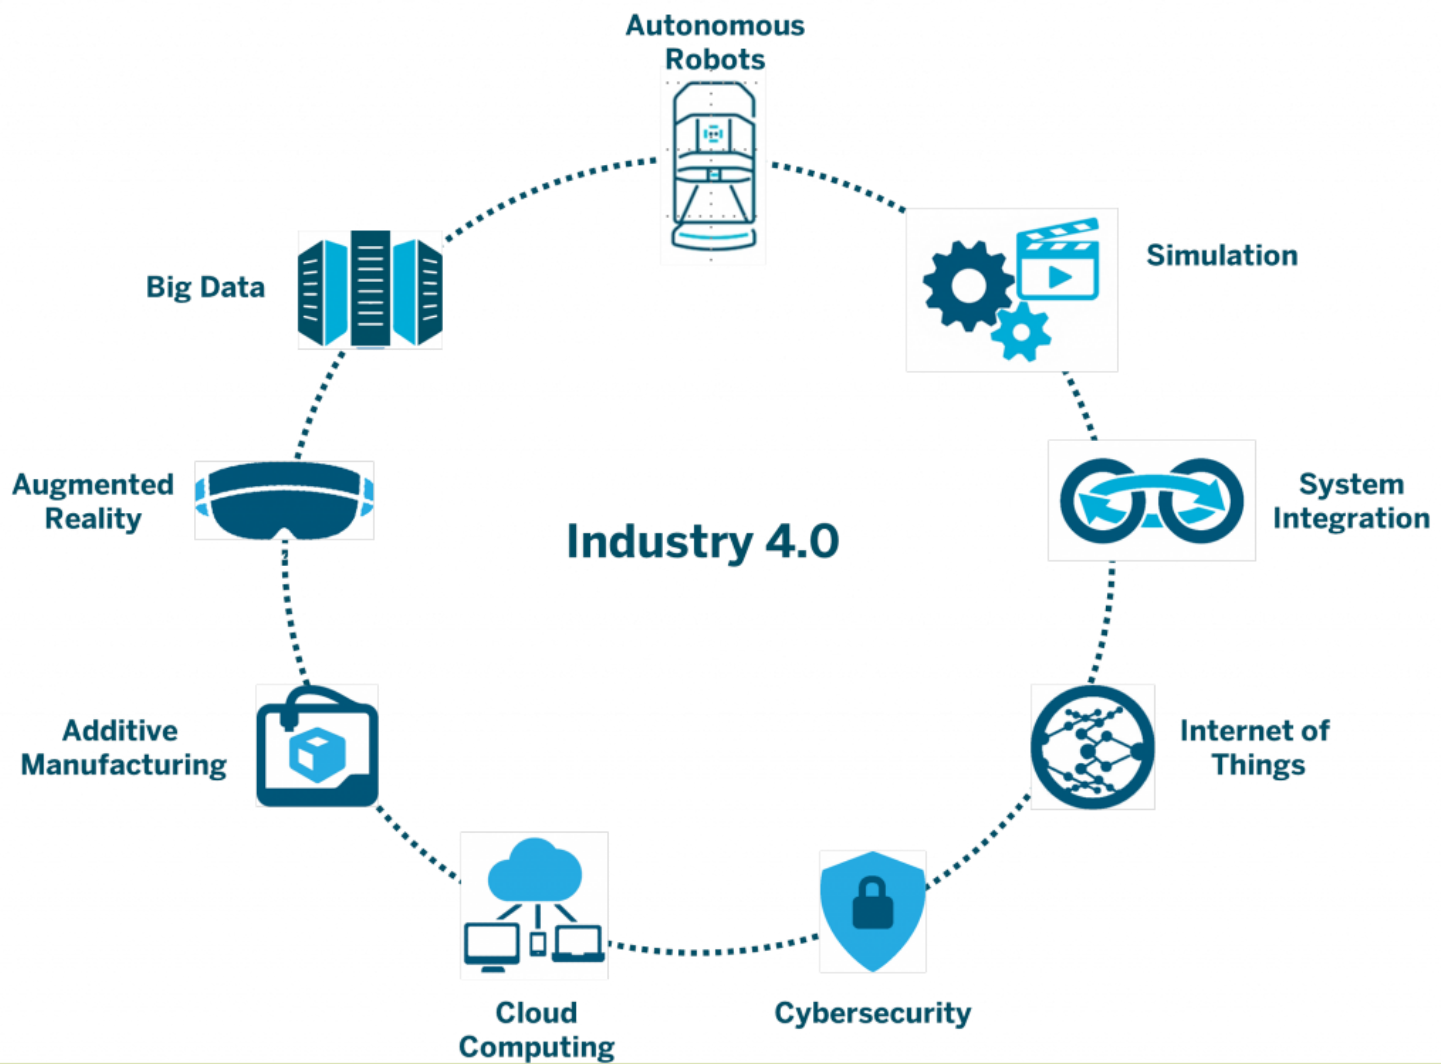 Autonomous
Robots
Simulation
Big Data
System
Integration
Augmented
Reality
Industry 4.0
Internet of
Things
Additive
Manufacturing
Cybersecurity
Cloud
Computing